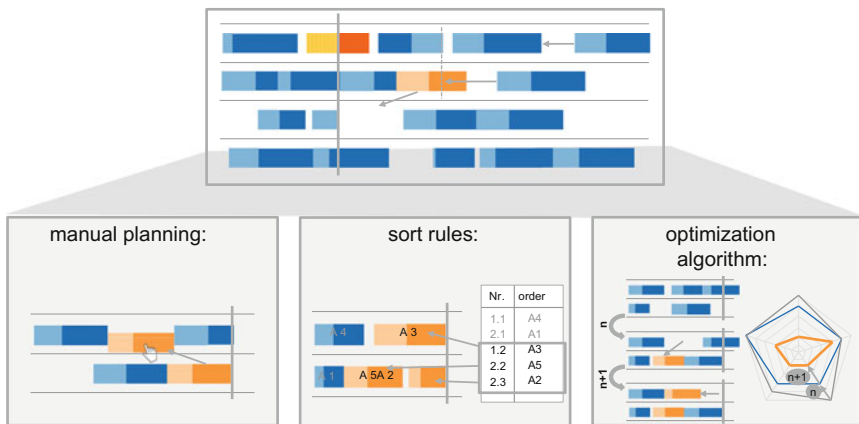 manual planning:
sort rules:
A 4
A 3
A 1
A 5A 2
Nr. order
1.1 A4
2.1 A1
1.2 A3
2.2 A5
2.3 A2
optimization
algorithm:
n
n+1
n+1
n